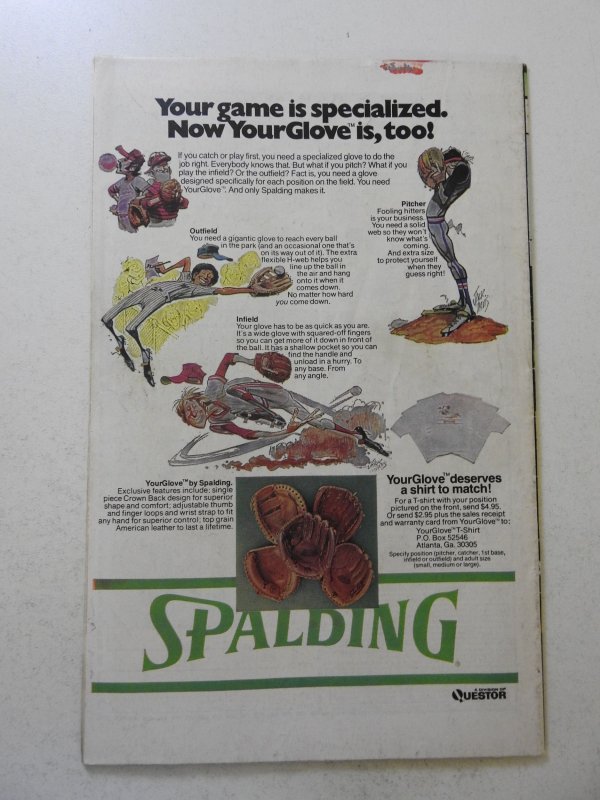 Your game is specialized.
Now YourGlove™ is, too!
If you catch or play first, you need a specialized glove to do the
job right. Everybody knows that. But what if you pitch? What if you
play the infield? Or the outfield? Fact is, you need a glove
designed specifically for each position on the field. You need
YourGlove™. And only Spalding makes it.
Pitcher
Fooling hitters
is your business.
You need a solid
web so they won't
know what's
coming.
And extra size
to protect yourself
when they
guess right!
Outfield
You need a gigantic glove to reach every ball
in the park (and an occasional one that's
on its way out of it). The extra
flexible H-web helps you
line up the ball in
the air and hang
onto it when it
comes down.
No matter how hard
you come down.
Infield
Your glove has to be as quick as you are.
It's a wide glove with squared-off fingers
so you can get more of it down in front of
the ball. It has a shallow pocket so you can
find the handle and
unload in a hurry. To
any base. From
any angle.
YourGlove™ by Spalding.
Exclusive features include: single
piece Crown Back design for superior
shape and comfort; adjustable thumb
and finger loops and wrist strap to fit
any hand for superior control; top grain
American leather to last a lifetime.
YourGlove™ deserves
a shirt to match!
For a T-shirt with your position
pictured on the front, send $4.95.
Or send $2.95 plus the sales receipt
and warranty card from YourGlove™ to:
YourGlove™ T-Shirt
P.O. Box 52546
Atlanta, Ga. 30305
Specify position (pitcher, catcher, 1st base,
infield or outfield) and adult size
(small, medium or large).
SPALDING®
A DIVISION OF
QUESTOR